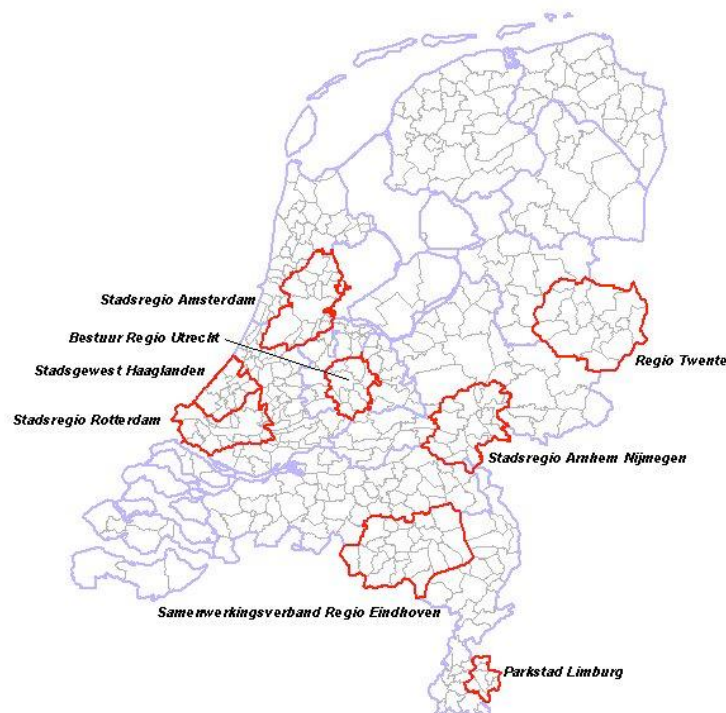 Stadsregio Amsterdam
Bestuur Regio Utrecht
Stadsgewest Haaglanden
Regio Twente
Stadsregio Rotterdam
Stadsregio Arnhem Nijmegen
Samenwerkingsverband Regio Eindhoven
Parkstad Limburg